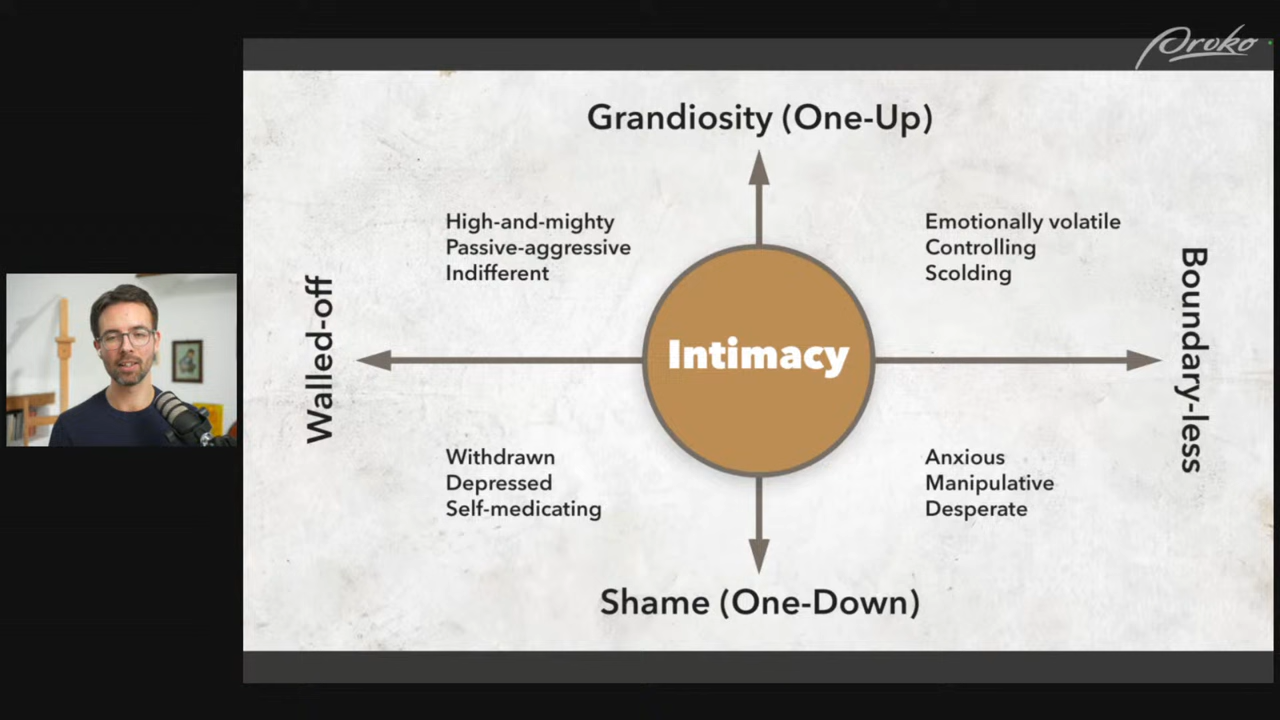 Proko
Grandiosity (One-Up)
High-and-mighty
Passive-aggressive
Indifferent
Emotionally volatile
Controlling
Scolding
Walled-off
Intimacy
Boundary-less
Withdrawn
Depressed
Self-medicating
Anxious
Manipulative
Desperate
Shame (One-Down)